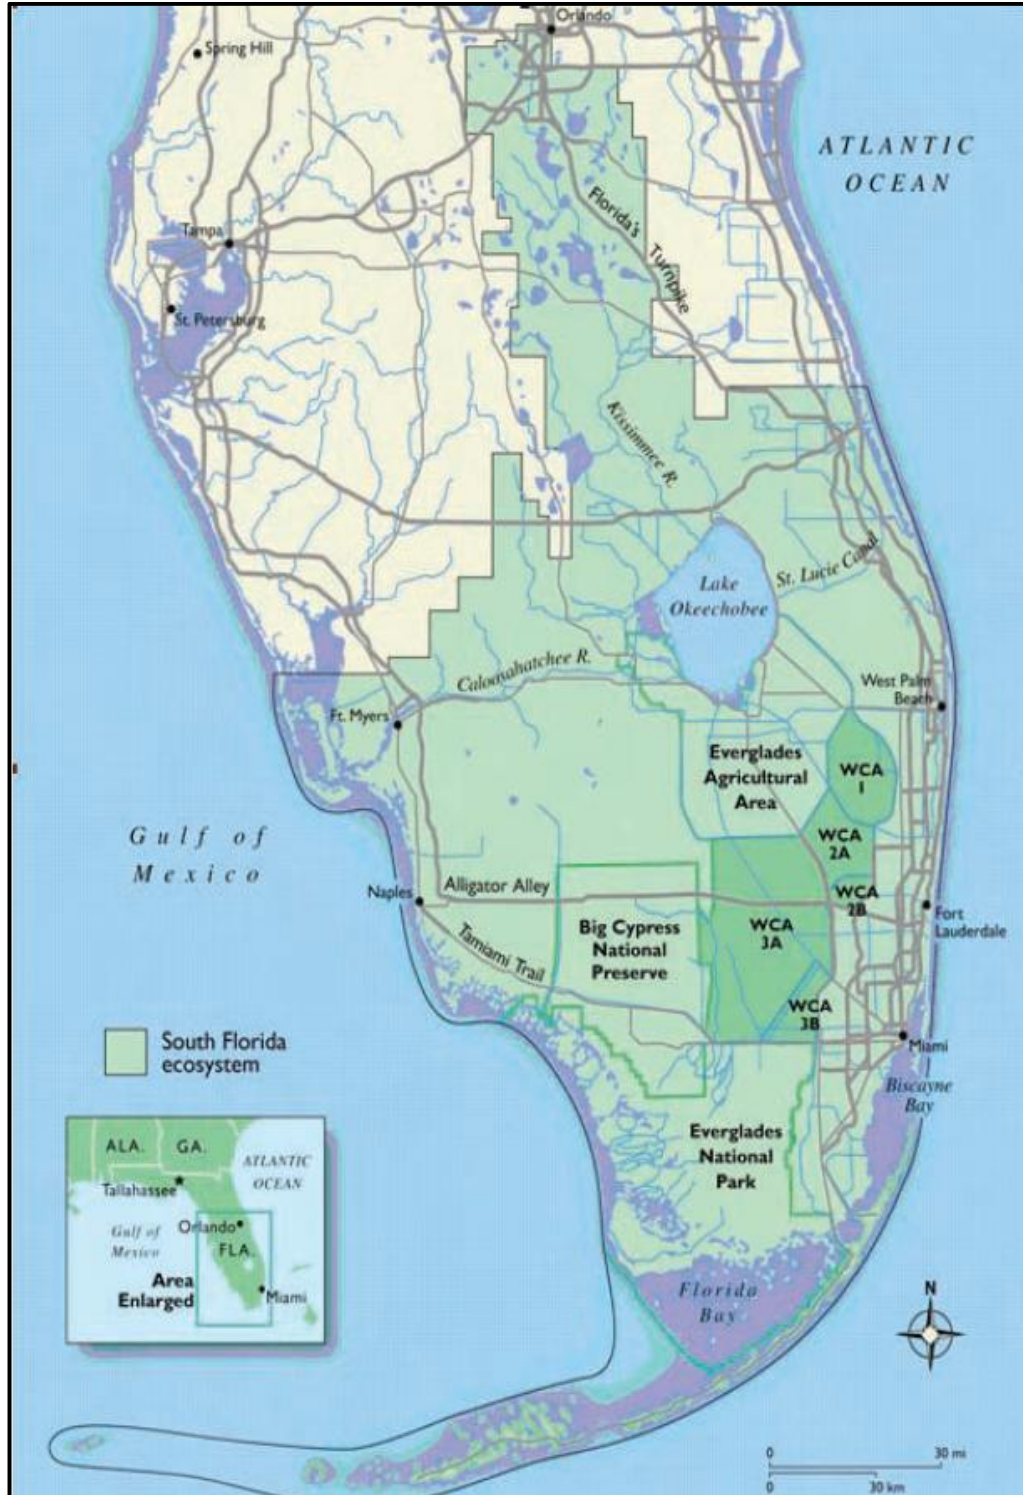 Orlando
Spring Hill
ATLANTIC
OCEAN
Florida's
Turnpike
Tampa
St. Petersburg
Kissimmee R.
St. Lucie Canal
Lake
Okeechobee
Caloosahatchee R.
West Palm
Beach
Ft. Myers
Everglades
Agricultural
Area
WCA
1
Gulf of
Mexico
WCA
2A
Naples
Alligator Alley
WCA
2B
Fort
Lauderdale
Tamiami Trail
Big Cypress
National
Preserve
WCA
3A
WCA
3B
South Florida
ecosystem
Miami
Biscayne
Bay
Everglades
National
Park
ALA.
GA.
ATLANTIC
OCEAN
Tallahassee
Gulf of
Mexico
Orlando
FLA.
Area
Enlarged
Miami
Florida
Bay
N
0 30 mi
0 30 km